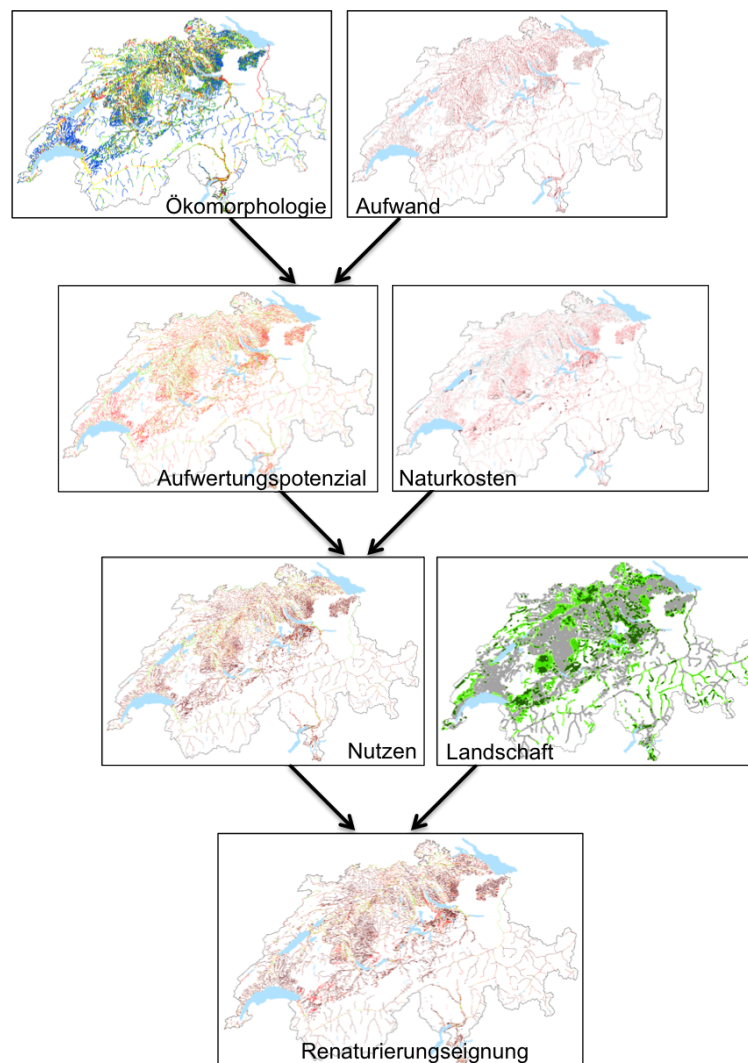 Ökomorphologie
Aufwand
Aufwertungspotenzial
Naturkosten
Nutzen
Landschaft
Renaturierungseignung